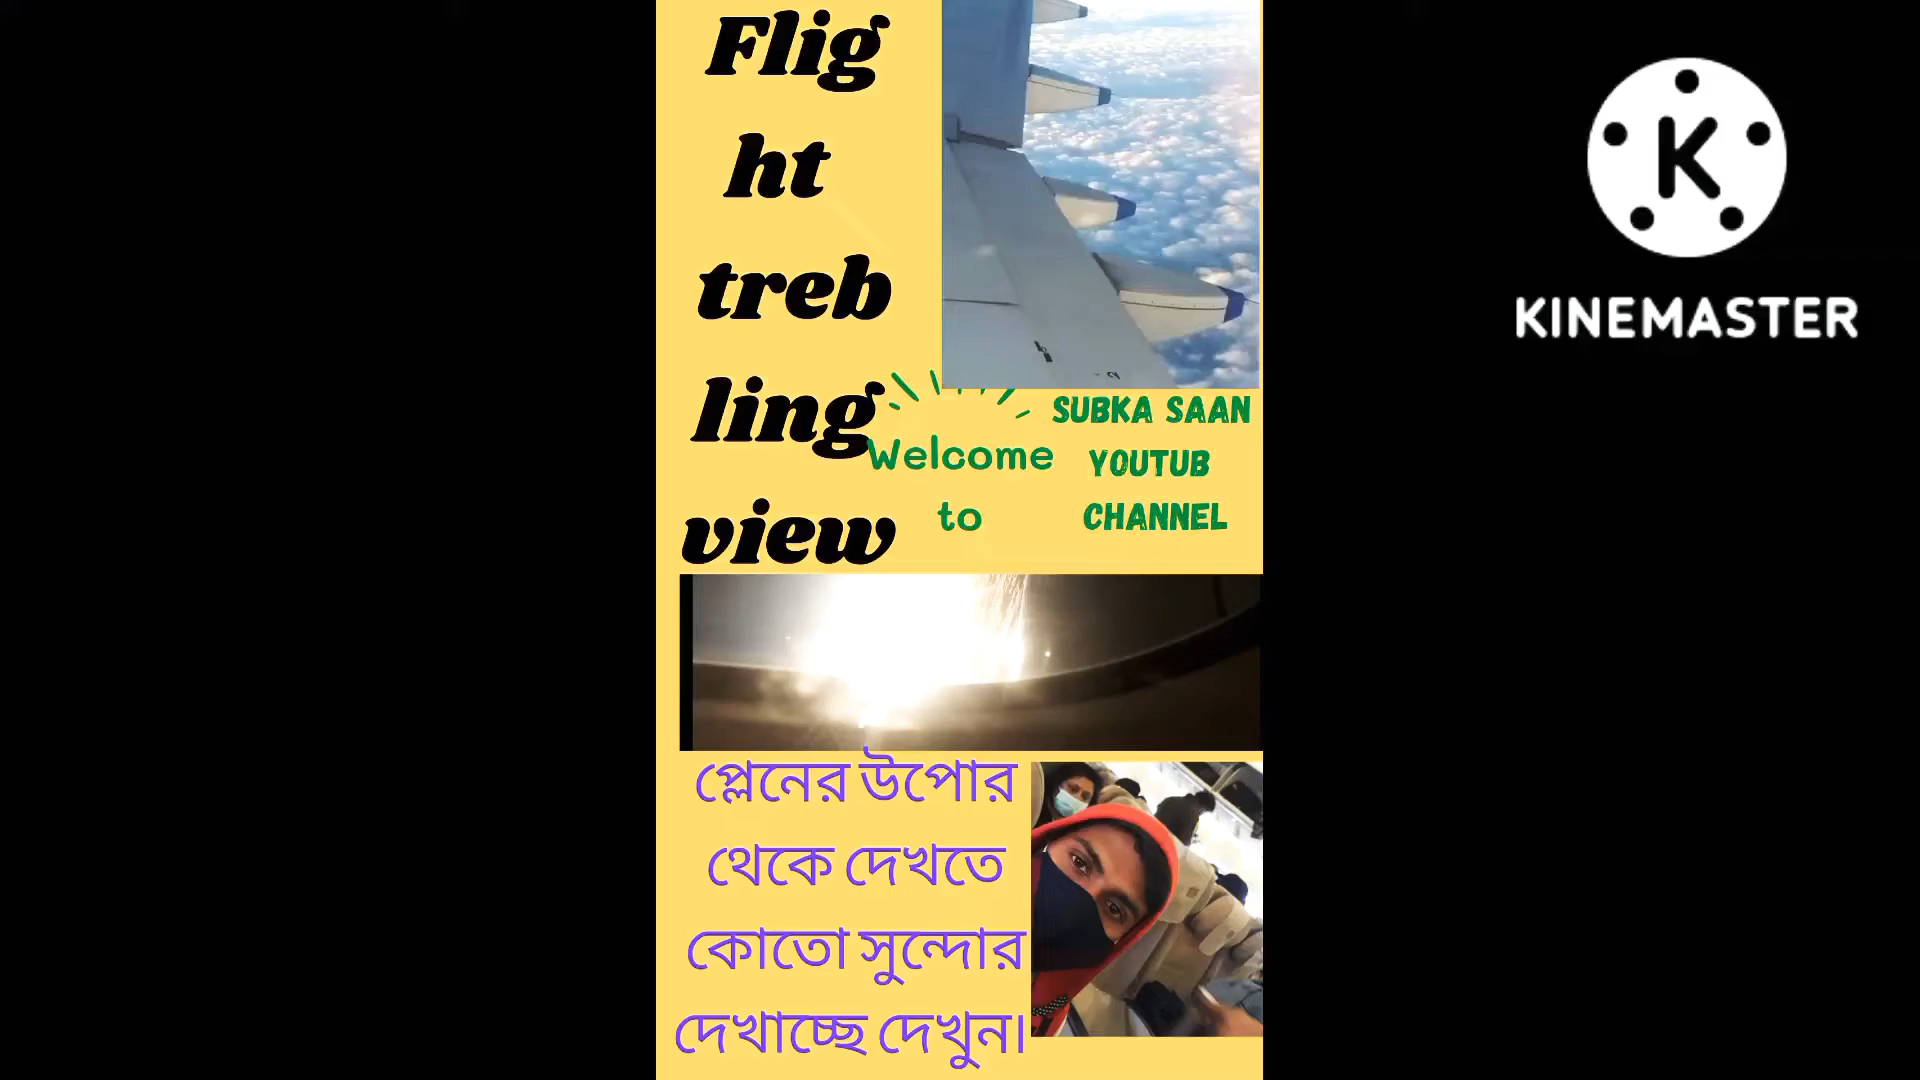 Flig
ht
treb
ling
view
Welcome
to
SUBKA SAAN
YOUTUB
CHANNEL
প্লেনের উপোর
থেকে দেখতে
কোতো সুন্দোর
দেখাচ্ছে দেখুন।
K
KINEMASTER